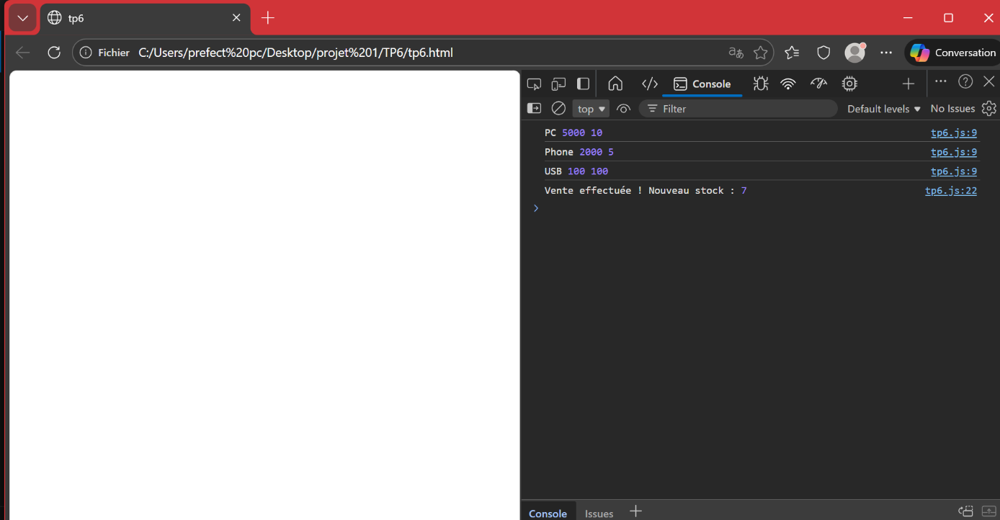 tp6
Fichier C:/Users/prefect%20pc/Desktop/projet%201/TP6/tp6.html
Conversation
Console
top
Filter
Default levels
No Issues
PC 5000 10 tp6.js:9
Phone 2000 5 tp6.js:9
USB 100 100 tp6.js:9
Vente effectuée ! Nouveau stock : 7 tp6.js:22
Console
Issues